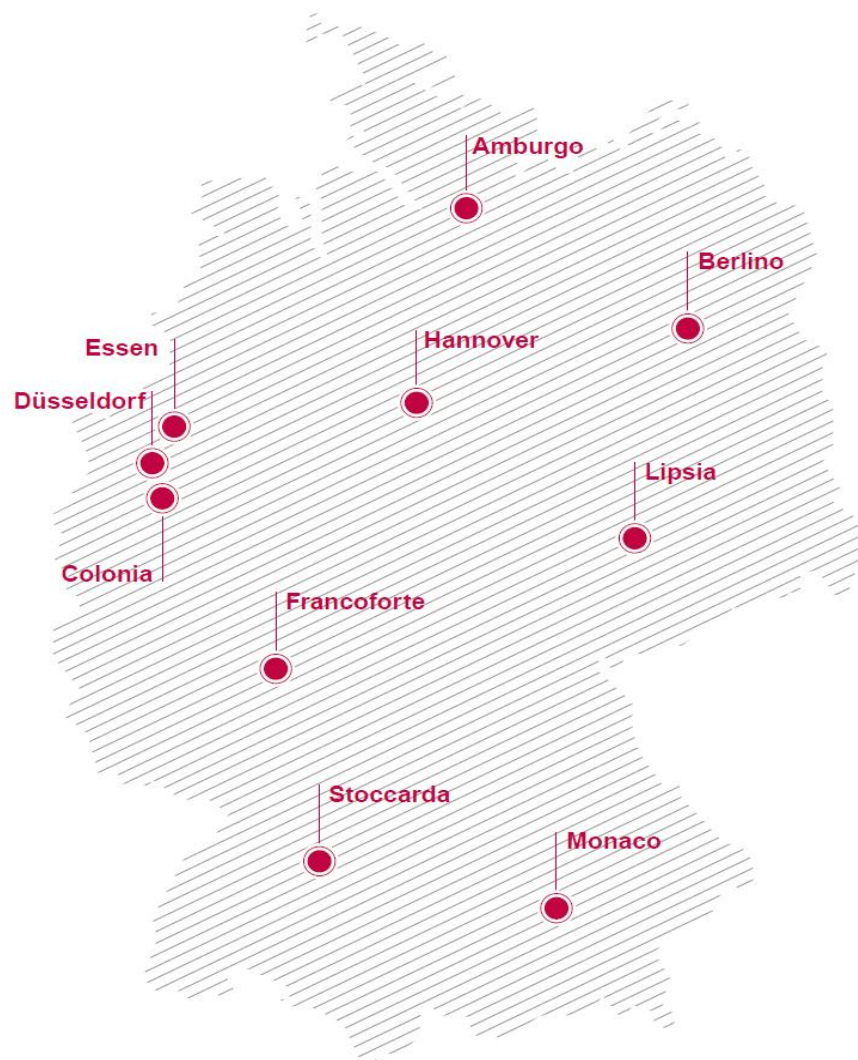 Amburgo
Berlino
Hannover
Essen
Düsseldorf
Lipsia
Colonia
Francoforte
Stoccarda
Monaco